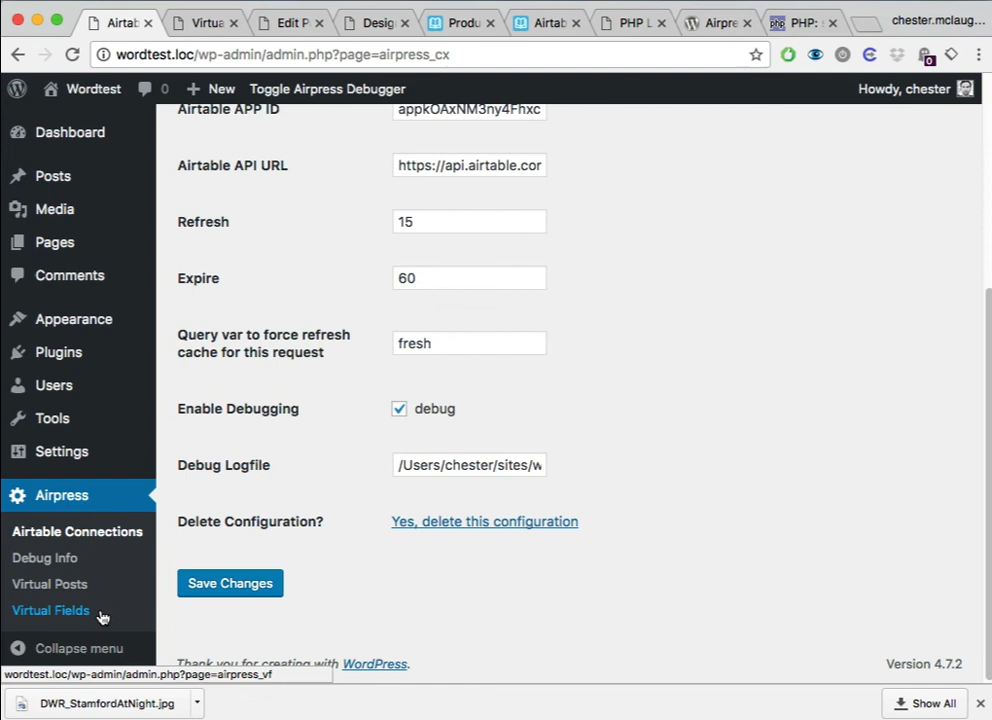 Airtab
Virtua
Edit P
Desig
Produ
Airtab
PHP L
Airpre
PHP:
chester.mclaug...
wordtest.loc/wp-admin/admin.php?page=airpress_cx
0
Wordtest
0
New
Toggle Airpress Debugger
Howdy, chester
Dashboard
Posts
Media
Pages
Comments
Appearance
Plugins
Users
Tools
Settings
Airpress
Airtable Connections
Debug Info
Virtual Posts
Virtual Fields
Collapse menu
Airtable APP ID
appkOAxNM3ny4Fhxc
Airtable API URL
https://api.airtable.cor
Refresh
15
Expire
60
Query var to force refresh
cache for this request
fresh
Enable Debugging
debug
Debug Logfile
/Users/chester/sites/w
Delete Configuration?
Yes, delete this configuration
Save Changes
Thank you for creating with WordPress.
Version 4.7.2
wordtest.loc/wp-admin/admin.php?page=airpress_vf
DWR_StamfordAtNight.jpg
Show All